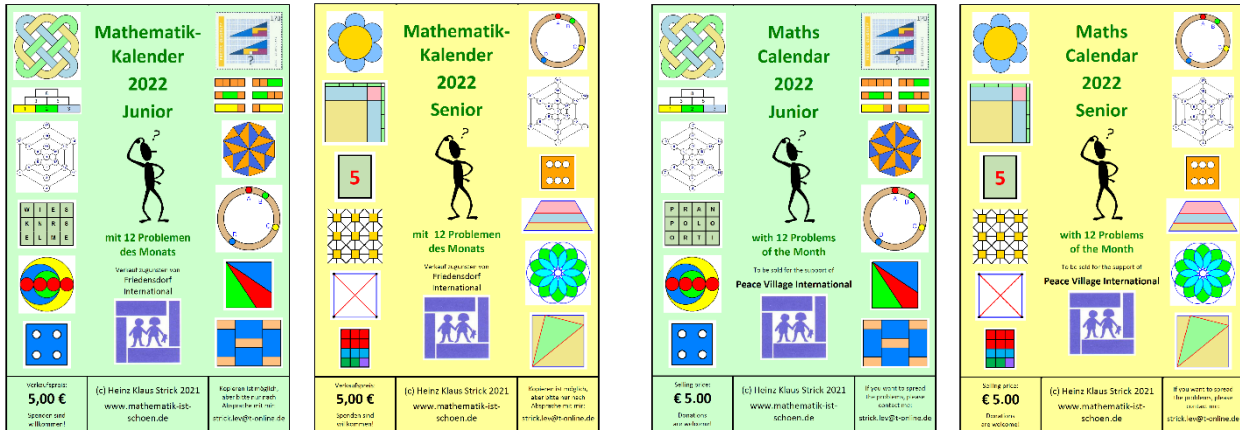 Mathematik-
Kalender
2022
Junior
?
mit 12 Problemen
des Monats
Verkauf zugunsten von
Friedensdorf
International
Verkaufspreis:
5,00 €
Spenden sind
willkommen!
(c) Heinz Klaus Strick 2021
www.mathematik-ist-
schoen.de
Kopieren ist möglich,
aber bitte nur nach
Absprache mit mir:
strick.lev@t-online.de
Mathematik-
Kalender
2022
Senior
?
5
mit 12 Problemen
des Monats
Verkauf zugunsten von
Friedensdorf
International
Verkaufspreis:
5,00 €
Spenden sind
willkommen!
(c) Heinz Klaus Strick 2021
www.mathematik-ist-
schoen.de
Kopieren ist möglich,
aber bitte nur nach
Absprache mit mir:
strick.lev@t-online.de
Maths
Calendar
2022
Junior
?
P R A N
P O L O
O R T I
with 12 Problems
of the Month
To be sold for the support of
Peace Village International
Selling price:
€ 5.00
Donations
are welcome!
(c) Heinz Klaus Strick 2021
www.mathematik-ist-
schoen.de
If you want to spread
the problems, please
contact me:
strick.lev@t-online.de
Maths
Calendar
2022
Senior
?
5
with 12 Problems
of the Month
To be sold for the support of
Peace Village International
Selling price:
€ 5.00
Donations
are welcome!
(c) Heinz Klaus Strick 2021
www.mathematik-ist-
schoen.de
If you want to spread
the problems, please
contact me:
strick.lev@t-online.de